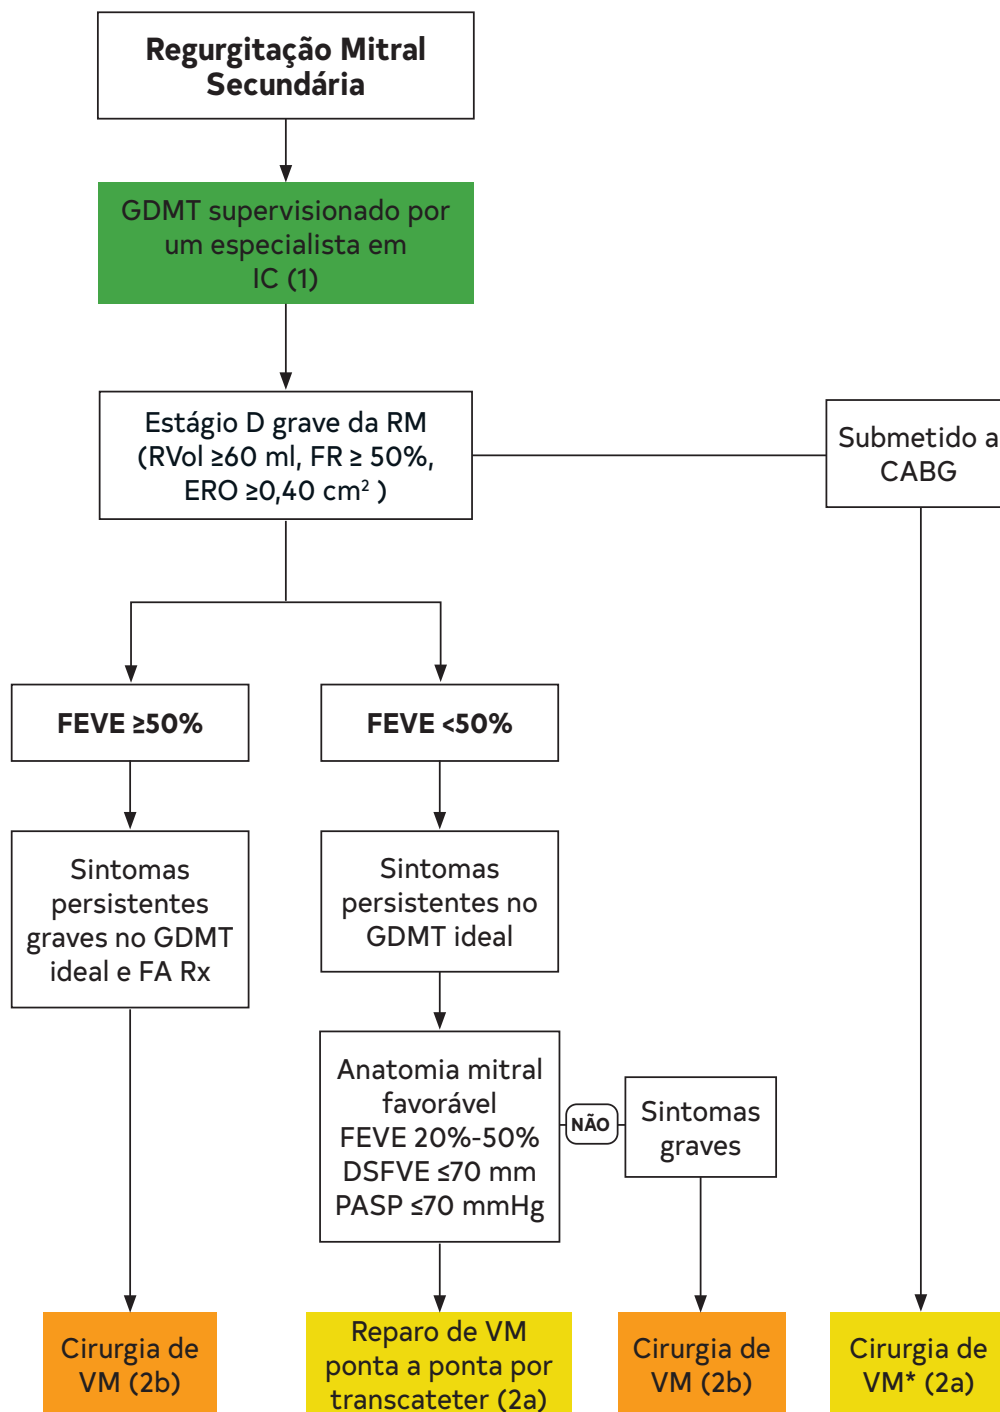 Regurgitação Mitral
Secundária
GDMT supervisionado por
um especialista em
IC (1)
Estágio D grave da RM
(RVol ≥60 ml, FR ≥ 50%,
ERO ≥0,40 cm² )
Submetido a
CABG
FEVE ≥50%
FEVE <50%
Sintomas
persistentes
graves no GDMT
ideal e FA Rx
Sintomas
persistentes no
GDMT ideal
Anatomia mitral
favorável
FEVE 20%-50%
DSFVE ≤70 mm
PASP ≤70 mmHg
NÃO
Sintomas
graves
Cirurgia de
VM (2b)
Reparo de VM
ponta a ponta por
transcateter (2a)
Cirurgia de
VM (2b)
Cirurgia de
VM* (2a)